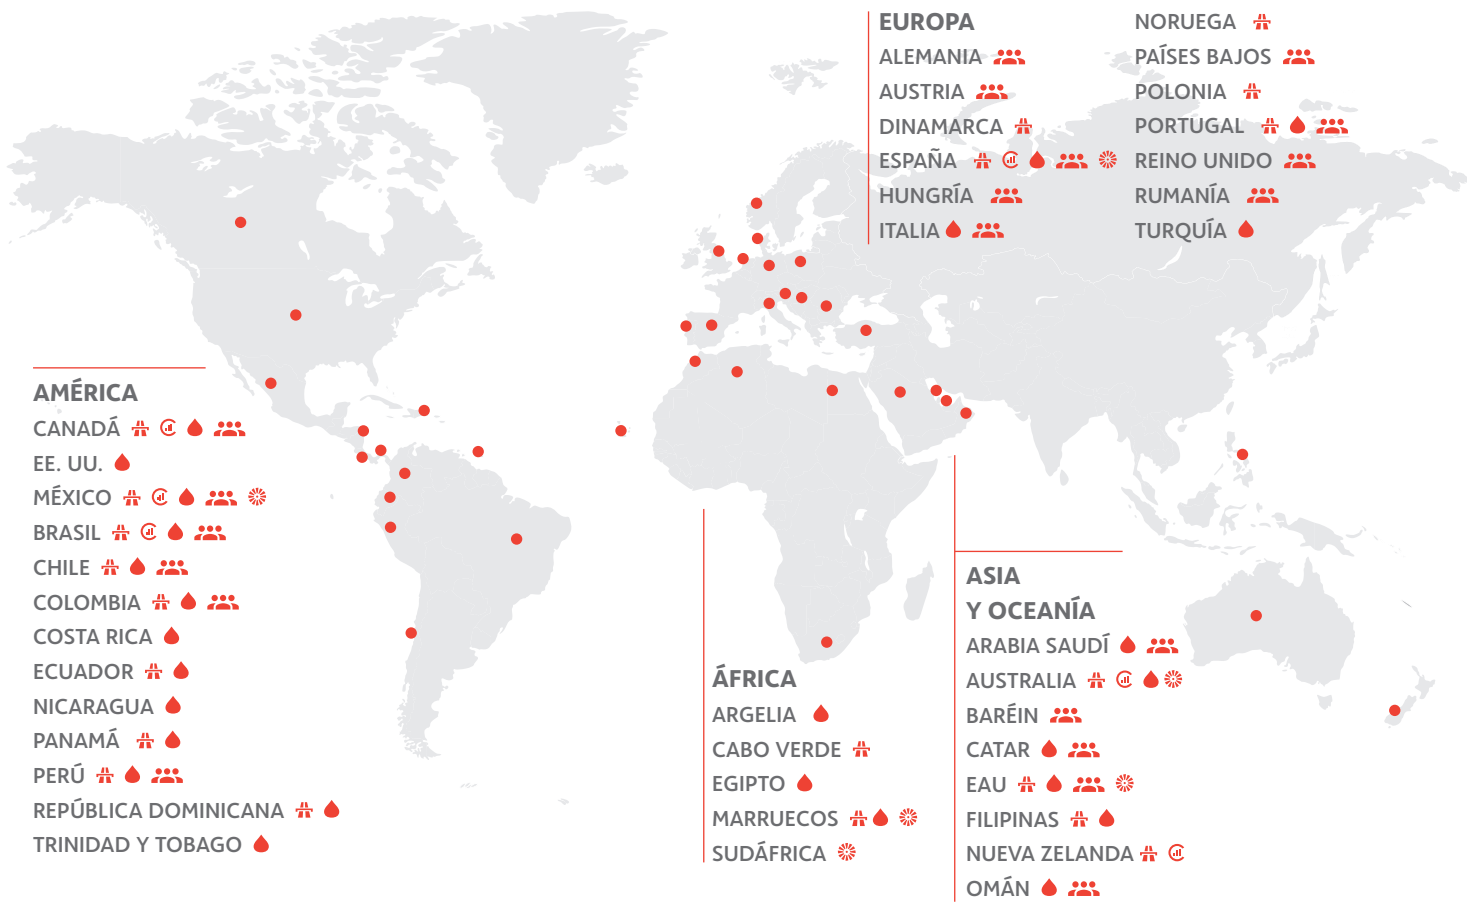 EUROPA
ALEMANIA
AUSTRIA
DINAMARCA
ESPAÑA
HUNGRÍA
ITALIA
NORUEGA
PAÍSES BAJOS
POLONIA
PORTUGAL
REINO UNIDO
RUMANÍA
TURQUÍA
AMÉRICA
CANADÁ
EE. UU.
MÉXICO
BRASIL
CHILE
COLOMBIA
COSTA RICA
ECUADOR
NICARAGUA
PANAMÁ
PERÚ
REPÚBLICA DOMINICANA
TRINIDAD Y TOBAGO
ÁFRICA
ARGELIA
CABO VERDE
EGIPTO
MARRUECOS
SUDÁFRICA
ASIA
Y OCEANÍA
ARABIA SAUDÍ
AUSTRALIA
BARÉIN
CATAR
EAU
FILIPINAS
NUEVA ZELANDA
OMÁN